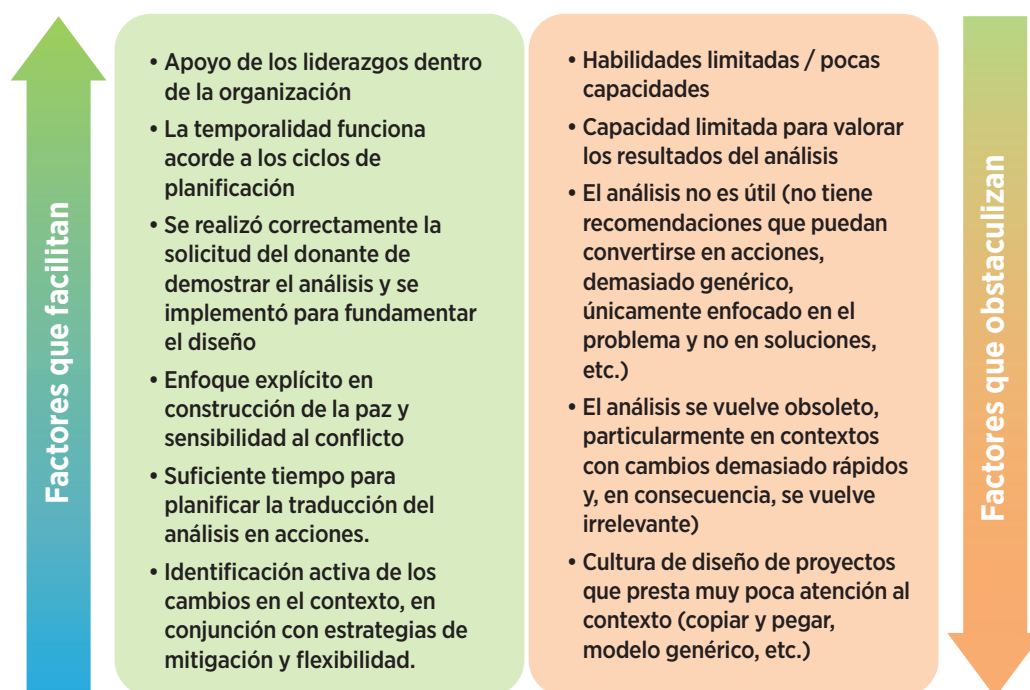 Factores que facilitan
• Apoyo de los liderazgos dentro
de la organización
• La temporalidad funciona
acorde a los ciclos de
planificación
• Se realizó correctamente la
solicitud del donante de
demostrar el análisis y se
implementó para fundamentar
el diseño
• Enfoque explícito en
construcción de la paz y
sensibilidad al conflicto
• Suficiente tiempo para
planificar la traducción del
análisis en acciones.
• Identificación activa de los
cambios en el contexto, en
conjunción con estrategias de
mitigación y flexibilidad.
• Habilidades limitadas / pocas
capacidades
• Capacidad limitada para valorar
los resultados del análisis
• El análisis no es útil (no tiene
recomendaciones que puedan
convertirse en acciones,
demasiado genérico,
únicamente enfocado en el
problema y no en soluciones,
etc.)
• El análisis se vuelve obsoleto,
particularmente en contextos
con cambios demasiado rápidos
y, en consecuencia, se vuelve
irrelevante)
• Cultura de diseño de proyectos
que presta muy poca atención al
contexto (copiar y pegar,
modelo genérico, etc.)
Factores que obstaculizan